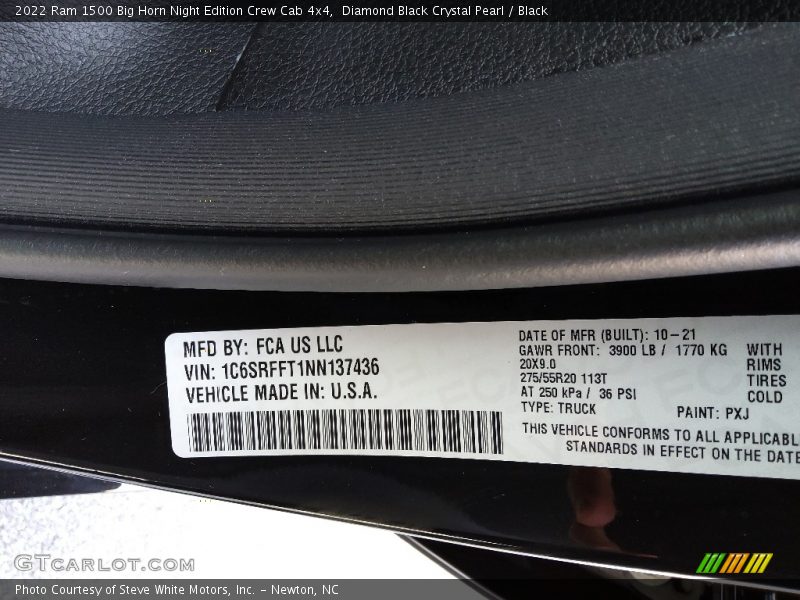 2022 Ram 1500 Big Horn Night Edition Crew Cab 4x4, Diamond Black Crystal Pearl / Black
MFD BY: FCA US LLC
VIN: 1C6SRFFT1NN137436
VEHICLE MADE IN: U.S.A.
DATE OF MFR (BUILT): 10-21
GAWR FRONT: 3900 LB / 1770 KG WITH
20X9.0 RIMS
275/55R20 113T TIRES
AT 250 kPa / 36 PSI COLD
TYPE: TRUCK PAINT: PXJ
THIS VEHICLE CONFORMS TO ALL APPLICABL
STANDARDS IN EFFECT ON THE DATE
GTcarlot.com
Photo Courtesy of Steve White Motors, Inc. - Newton, NC